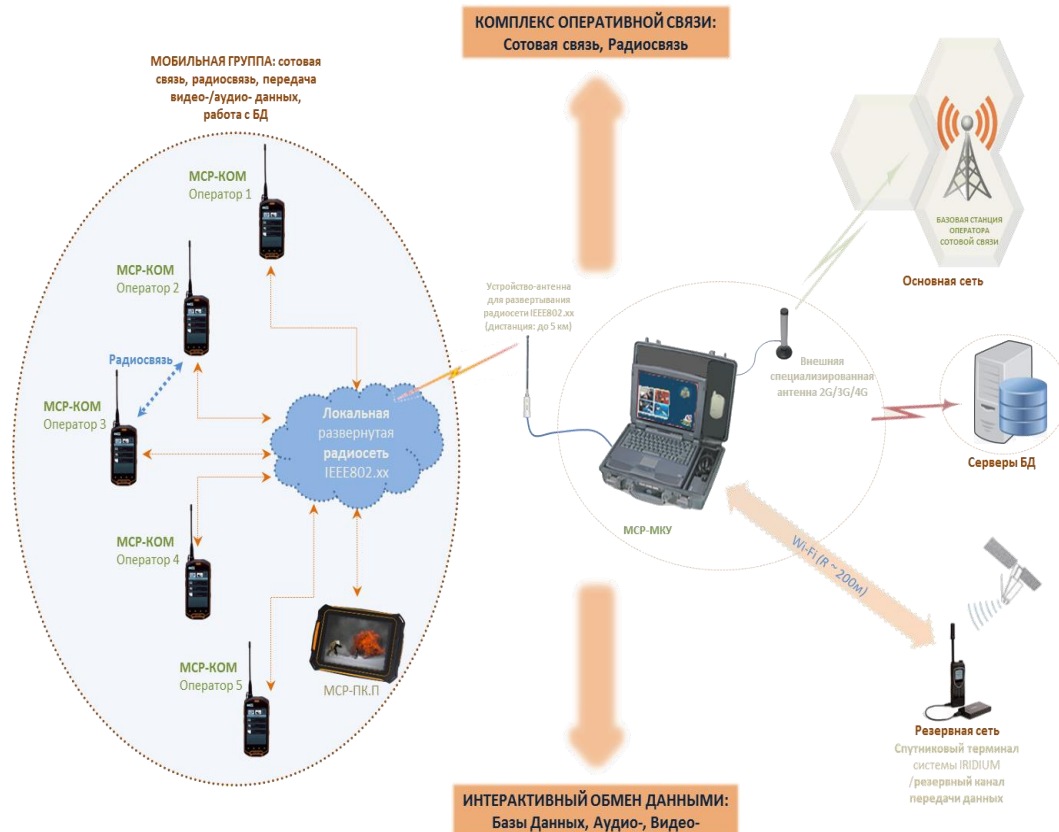 КОМПЛЕКС ОПЕРАТИВНОЙ СВЯЗИ:
Сотовая связь, Радиосвязь
МОБИЛЬНАЯ ГРУППА: сотовая
связь, радиосвязь, передача
видео-/аудио- данных,
работа с БД
МСР-КОМ
Оператор 1
МСР-КОМ
Оператор 2
Радиосвязь
МСР-КОМ
Оператор 3
МСР-КОМ
Оператор 4
МСР-КОМ
Оператор 5
Локальная
развернутая
радиосеть
IEEE802.xx
МСР-ПК.П
Устройство-антенна
для развертывания
радиосети IEEE802.xx
(дистанция: до 5 км)
Внешняя
специализированная
антенна 2G/3G/4G
МСР-МКУ
БАЗОВАЯ СТАНЦИЯ
ОПЕРАТОРА
СОТОВОЙ СВЯЗИ
Основная сеть
Серверы БД
Wi-Fi (R ~ 200м)
Резервная сеть
Спутниковый терминал
системы IRIDIUM
/резервный канал
передачи данных
ИНТЕРАКТИВНЫЙ ОБМЕН ДАННЫМИ:
Базы Данных, Аудио-, Видео-